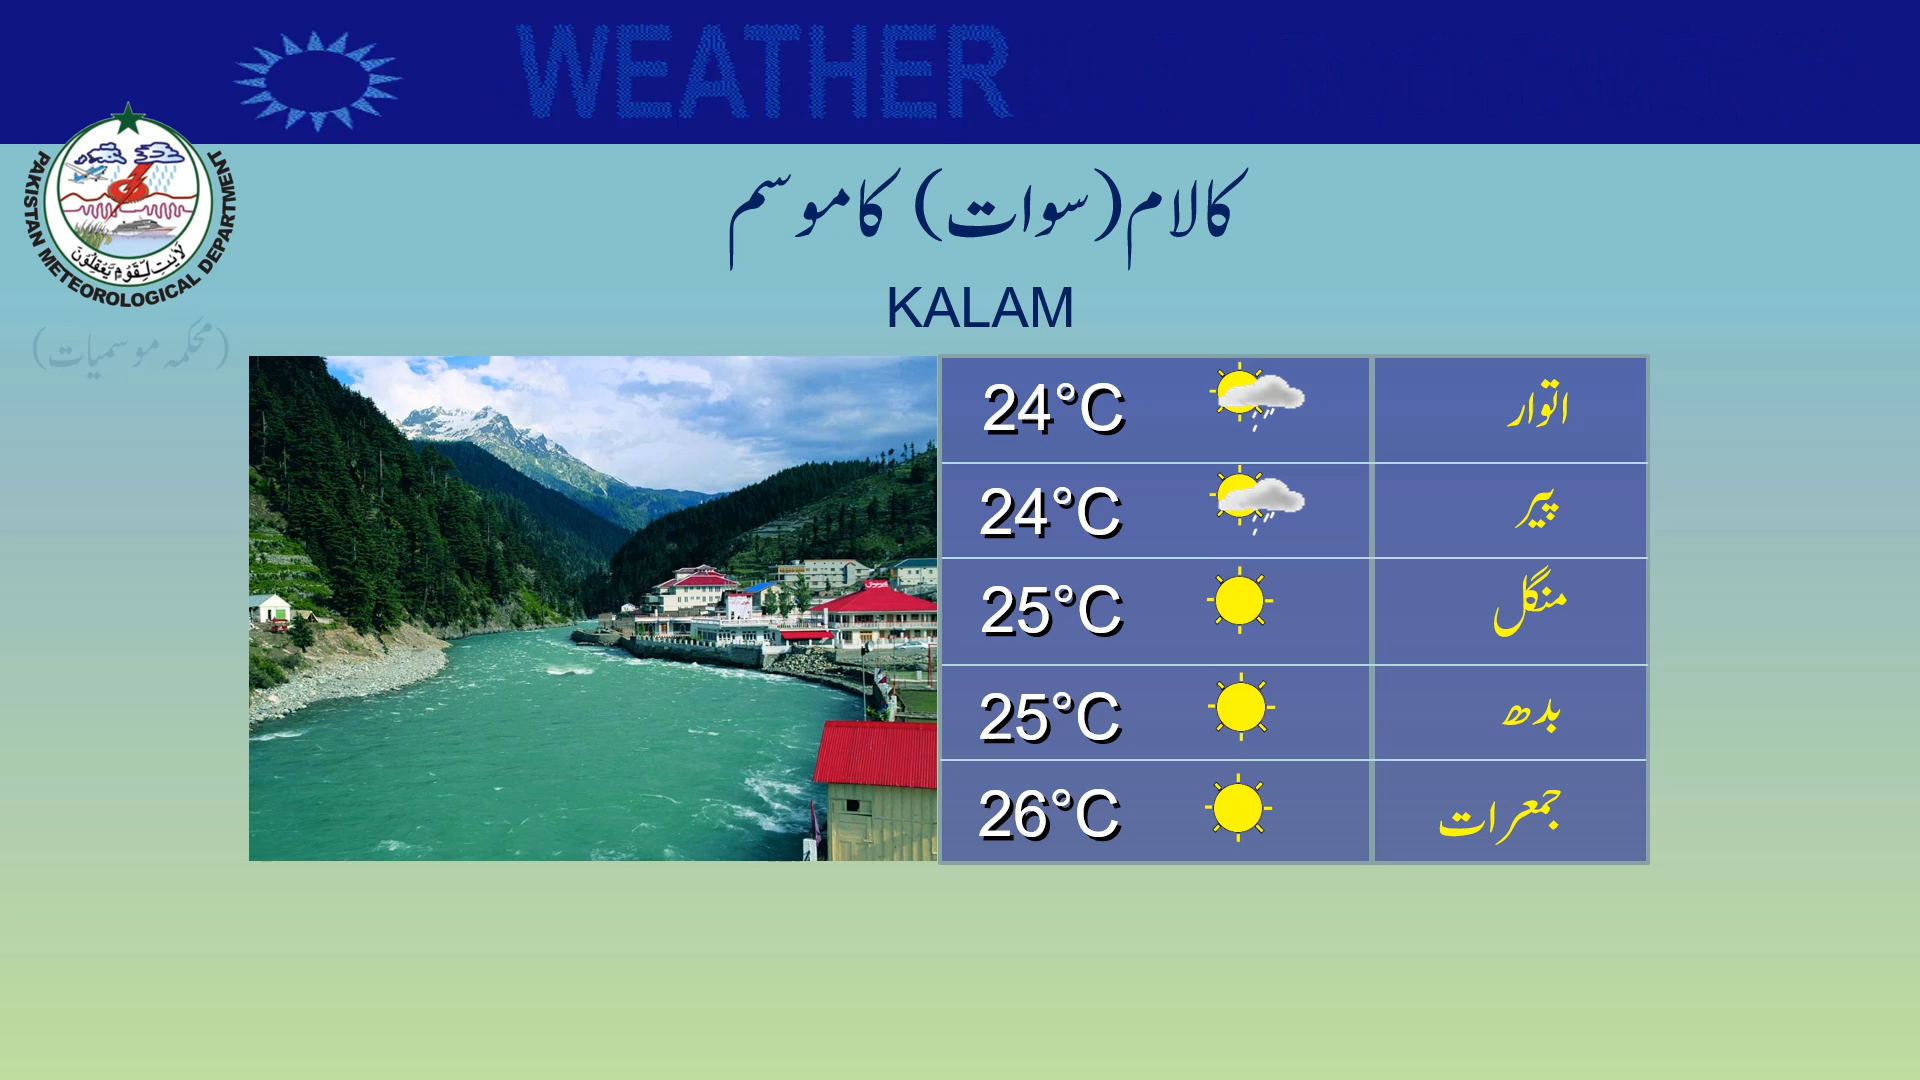 WEATHER
PAKISTAN METEOROLOGICAL DEPARTMENT
لَاٰیٰتٍ لِّقَوْمٍ یَّعْقِلُوْنَ
(محکمہ موسمیات)
کالام (سوات) کا موسم
KALAM
اتوار 24°C
پیر 24°C
منگل 25°C
بدھ 25°C
جمعرات 26°C